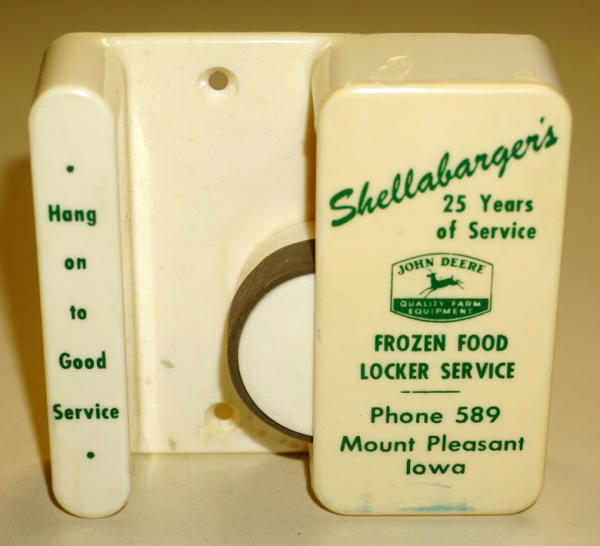 Hang
on
to
Good
Service
Shellabarger's
25 Years
of Service
JOHN DEERE
QUALITY FARM
EQUIPMENT
FROZEN FOOD
LOCKER SERVICE
Phone 589
Mount Pleasant
Iowa